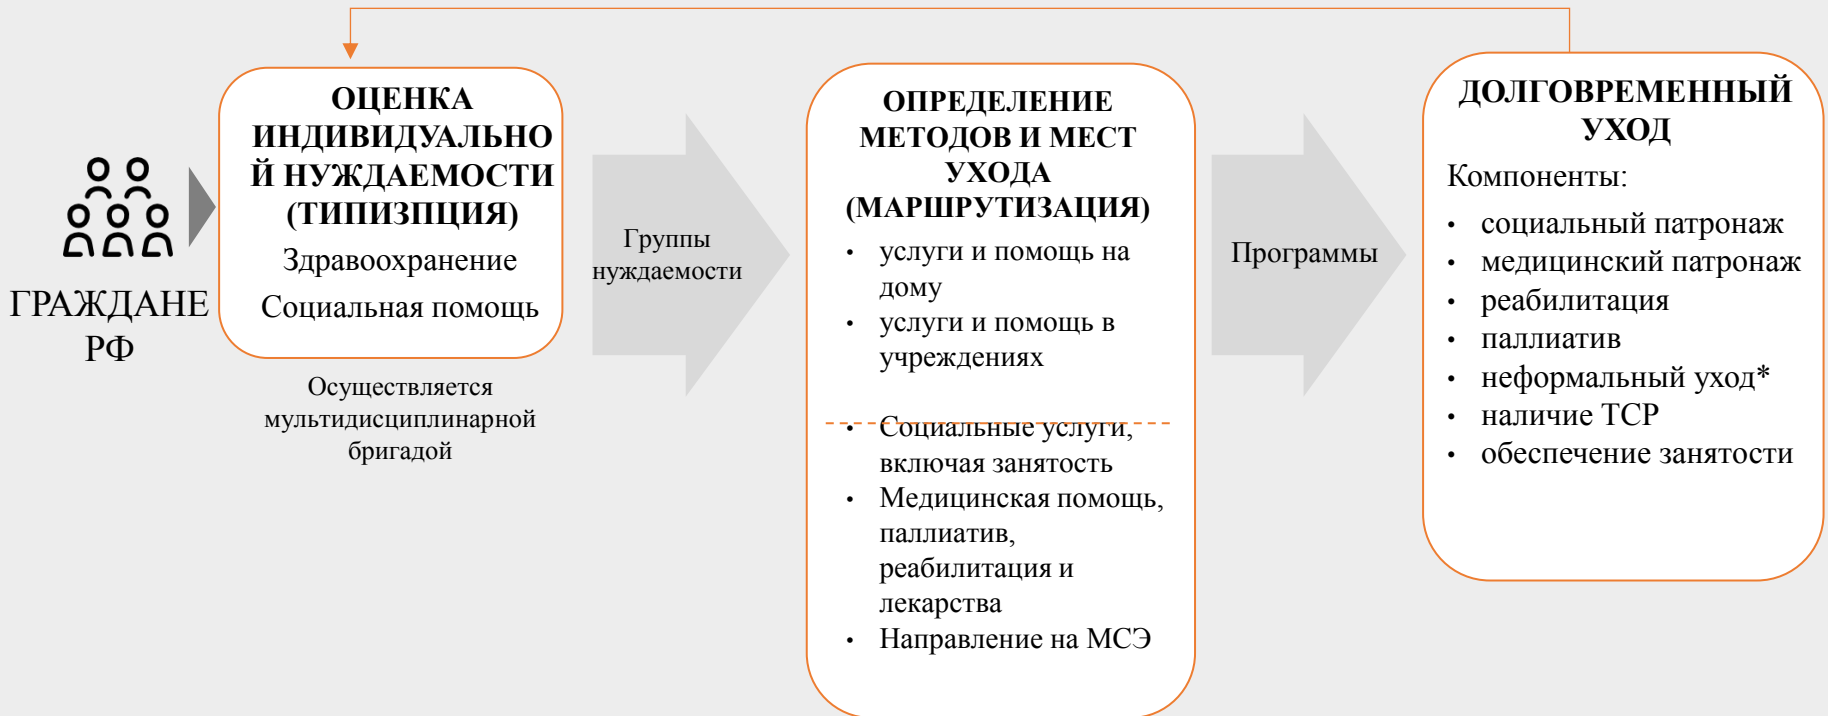 ГРАЖДАНЕ
РФ
ОЦЕНКА
ИНДИВИДУАЛЬНО
Й НУЖДАЕМОСТИ
(ТИПИЗПЦИЯ)
Здравоохранение
Социальная помощь
Осуществляется
мультидисциплинарной
бригадой
Группы
нуждаемости
ОПРЕДЕЛЕНИЕ
МЕТОДОВ И МЕСТ
УХОДА
(МАРШРУТИЗАЦИЯ)
• услуги и помощь на
дому
• услуги и помощь в
учреждениях
• Социальные услуги,
включая занятость
• Медицинская помощь,
паллиатив,
реабилитация и
лекарства
• Направление на МСЭ
Программы
ДОЛГОВРЕМЕННЫЙ
УХОД
Компоненты:
• социальный патронаж
• медицинский патронаж
• реабилитация
• паллиатив
• неформальный уход*
• наличие ТСР
• обеспечение занятости